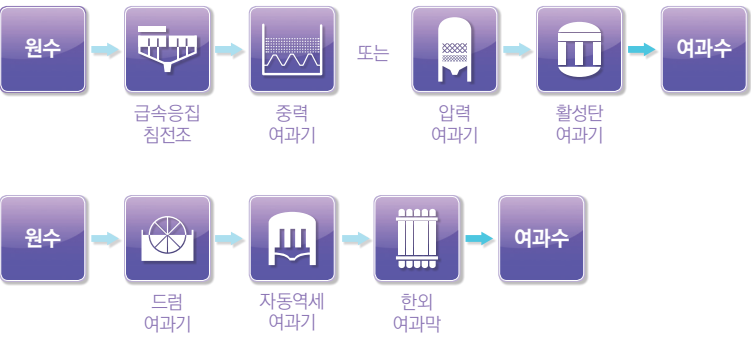 원수
또는
여과수
급속응집
침전조
중력
여과기
압력
여과기
활성탄
여과기
원수
여과수
드럼
여과기
자동역세
여과기
한외
여과막